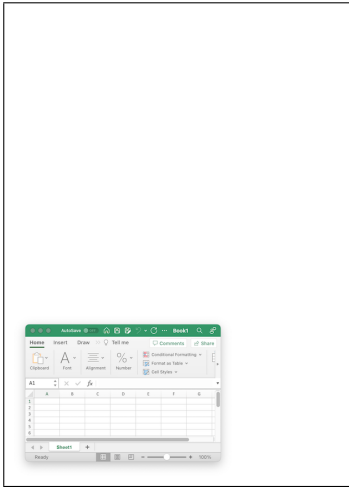 AutoSave OFF Book1
Home Insert Draw Tell me Comments Share
Clipboard Font Alignment Number
Conditional Formatting
Format as Table
Cell Styles
A1 fx
A B C D E F G
1
2
3
4
5
6
Sheet1 +
Ready 100%